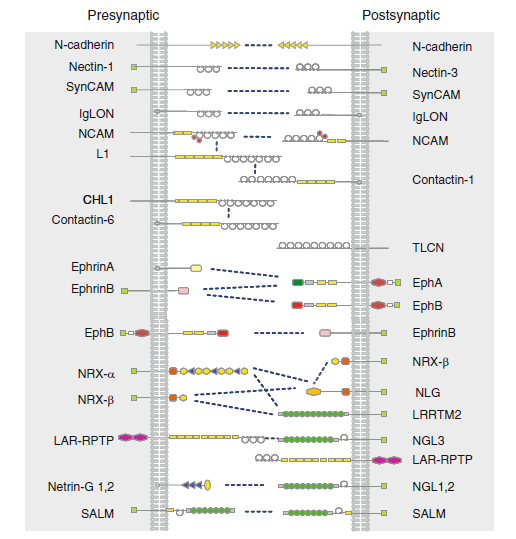 Presynaptic Postsynaptic
N-cadherin N-cadherin
Nectin-1 Nectin-3
SynCAM SynCAM
IgLON IgLON
NCAM NCAM
L1
Contactin-1
CHL1
Contactin-6
TLCN
EphrinA EphA
EphrinB EphB
EphB EphrinB
NRX-β
NRX-α
NLG
NRX-β
LRRTM2
LAR-RPTP NGL3
LAR-RPTP
Netrin-G 1,2 NGL1,2
SALM SALM